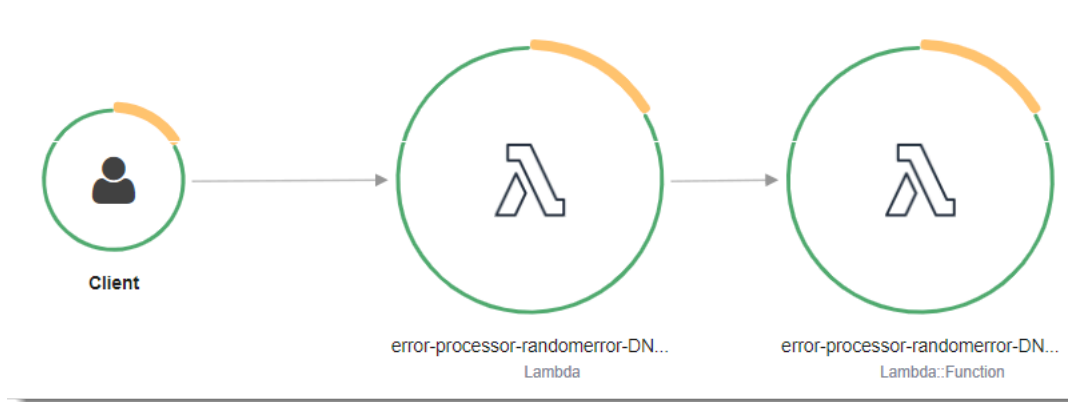 Client
error-processor-randomerror-DN...
Lambda
error-processor-randomerror-DN...
Lambda::Function